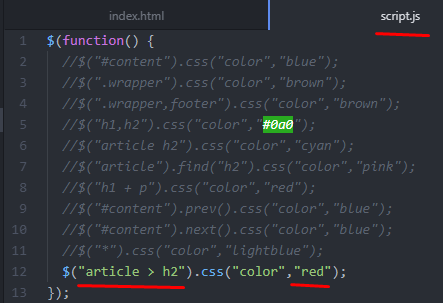 index.html
script.js
1 $(function() {
2 //$("#content").css("color","blue");
3 //$(".wrapper").css("color","brown");
4 //$(".wrapper,footer").css("color","brown");
5 //$("h1,h2").css("color","#0a0");
6 //$("article h2").css("color","cyan");
7 //$("article").find("h2").css("color","pink");
8 //$("h1 + p").css("color","red");
9 //$("#content").prev().css("color","blue");
10 //$("#content").next().css("color","blue");
11 //$("*").css("color","lightblue");
12 $("article > h2").css("color","red");
13 });